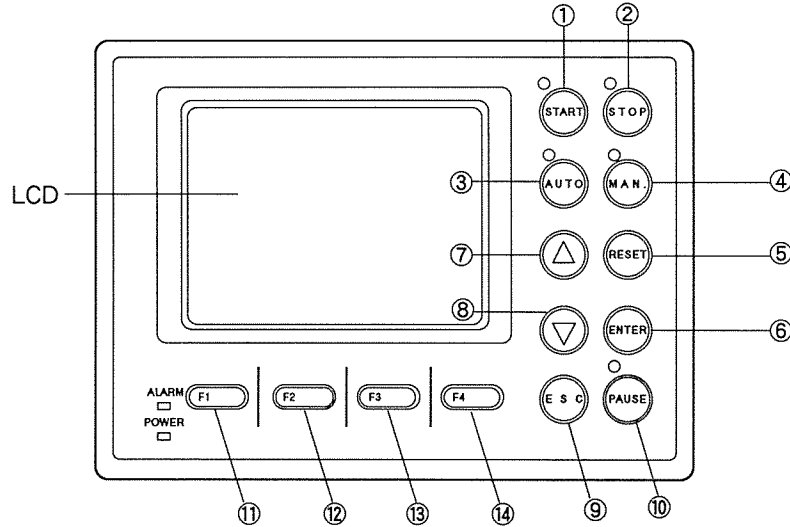 ① ②
START STOP
LCD
③ AUTO MAN. ④
⑦ △ RESET ⑤
⑧ ▽ ENTER ⑥
ALARM F1 F2 F3 F4 E S C PAUSE
POWER
⑪ ⑫ ⑬ ⑭ ⑨ ⑩